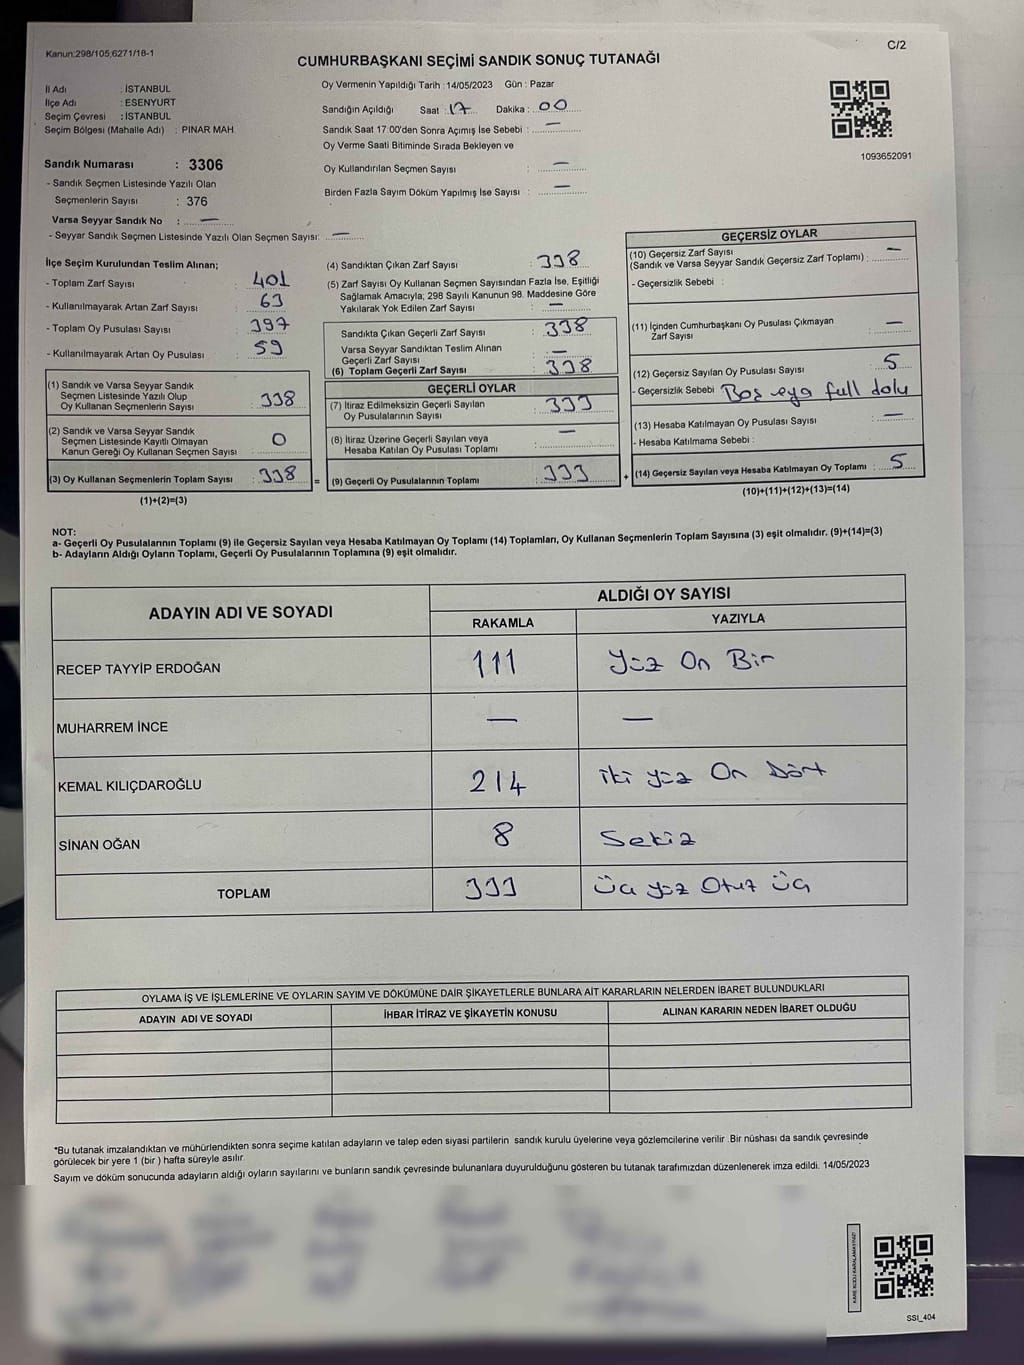 Kanun:298/105;6271/18-1
C/2
CUMHURBAŞKANI SEÇİMİ SANDIK SONUÇ TUTANAĞI
İl Adı : İSTANBUL
İlçe Adı : ESENYURT
Seçim Çevresi : İSTANBUL
Seçim Bölgesi (Mahalle Adı) : PINAR MAH.
Oy Vermenin Yapıldığı Tarih : 14/05/2023 Gün : Pazar
Sandığın Açıldığı Saat : 17 Dakika : 00
Sandık Saat 17:00'den Sonra Açımış İse Sebebi : —
Oy Verme Saati Bitiminde Sırada Bekleyen ve
Oy Kullandırılan Seçmen Sayısı : —
Birden Fazla Sayım Döküm Yapılmış İse Sayısı : —
1093652091
Sandık Numarası : 3306
- Sandık Seçmen Listesinde Yazılı Olan
Seçmenlerin Sayısı : 376
Varsa Seyyar Sandık No : —
- Seyyar Sandık Seçmen Listesinde Yazılı Olan Seçmen Sayısı: —
İlçe Seçim Kurulundan Teslim Alınan;
- Toplam Zarf Sayısı : 401
- Kullanılmayarak Artan Zarf Sayısı : 63
- Toplam Oy Pusulası Sayısı : 397
- Kullanılmayarak Artan Oy Pusulası : 59
(1) Sandık ve Varsa Seyyar Sandık
Seçmen Listesinde Yazılı Olup
Oy Kullanan Seçmenlerin Sayısı : 338
(2) Sandık ve Varsa Seyyar Sandık
Seçmen Listesinde Kayıtlı Olmayan
Kanun Gereği Oy Kullanan Seçmen Sayısı : 0
(3) Oy Kullanan Seçmenlerin Toplam Sayısı : 338 =
(1)+(2)=(3)
(4) Sandıktan Çıkan Zarf Sayısı : 338
(5) Zarf Sayısı Oy Kullanan Seçmen Sayısından Fazla İse, Eşitliği
Sağlamak Amacıyla; 298 Sayılı Kanunun 98. Maddesine Göre
Yakılarak Yok Edilen Zarf Sayısı : —
Sandıkta Çıkan Geçerli Zarf Sayısı : 338
Varsa Seyyar Sandıktan Teslim Alınan
Geçerli Zarf Sayısı : —
(6) Toplam Geçerli Zarf Sayısı : 338
GEÇERLİ OYLAR
(7) İtiraz Edilmeksizin Geçerli Sayılan
Oy Pusulalarının Sayısı : 333
(8) İtiraz Üzerine Geçerli Sayılan veya
Hesaba Katılan Oy Pusulası Toplamı : —
(9) Geçerli Oy Pusulalarının Toplamı : 333 +
GEÇERSİZ OYLAR
(10) Geçersiz Zarf Sayısı
(Sandık ve Varsa Seyyar Sandık Geçersiz Zarf Toplamı) : —
- Geçersizlik Sebebi :
(11) İçinden Cumhurbaşkanı Oy Pusulası Çıkmayan
Zarf Sayısı : —
(12) Geçersiz Sayılan Oy Pusulası Sayısı : 5
- Geçersizlik Sebebi : Boş veya full dolu
(13) Hesaba Katılmayan Oy Pusulası Sayısı : —
- Hesaba Katılmama Sebebi :
(14) Geçersiz Sayılan veya Hesaba Katılmayan Oy Toplamı : 5
(10)+(11)+(12)+(13)=(14)
NOT:
a- Geçerli Oy Pusulalarının Toplamı (9) ile Geçersiz Sayılan veya Hesaba Katılmayan Oy Toplamı (14) Toplamları, Oy Kullanan Seçmenlerin Toplam Sayısına (3) eşit olmalıdır. (9)+(14)=(3)
b- Adayların Aldığı Oyların Toplamı, Geçerli Oy Pusulalarının Toplamına (9) eşit olmalıdır.
ADAYIN ADI VE SOYADI ALDIĞI OY SAYISI
RAKAMLA YAZIYLA
RECEP TAYYİP ERDOĞAN 111 Yüz On Bir
MUHARREM İNCE — —
KEMAL KILIÇDAROĞLU 214 iki yüz On Dört
SİNAN OĞAN 8 Sekiz
TOPLAM 333 Üç yüz Otuz Üç
OYLAMA İŞ VE İŞLEMLERİNE VE OYLARIN SAYIM VE DÖKÜMÜNE DAİR ŞİKAYETLERLE BUNLARA AİT KARARLARIN NELERDEN İBARET BULUNDUKLARI
ADAYIN ADI VE SOYADI İHBAR İTİRAZ VE ŞİKAYETİN KONUSU ALINAN KARARIN NEDEN İBARET OLDUĞU
*Bu tutanak imzalandıktan ve mühürlendikten sonra seçime katılan adayların ve talep eden siyasi partilerin sandık kurulu üyelerine veya gözlemcilerine verilir .Bir nüshası da sandık çevresinde
görülecek bir yere 1 (bir ) hafta süreyle asılır.
Sayım ve döküm sonucunda adayların aldığı oyların sayılarını ve bunların sandık çevresinde bulunanlara duyurulduğunu gösteren bu tutanak tarafımızdan düzenlenerek imza edildi. 14/05/2023
KARE KODU KARALAMAYINIZ!
SSI_404